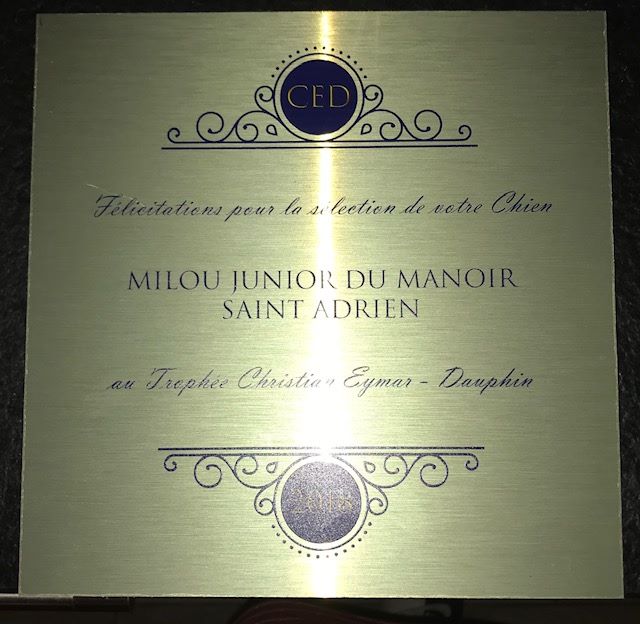 CED
Félicitations pour la sélection de votre Chien
MILOU JUNIOR DU MANOIR
SAINT ADRIEN
au Trophée Christian Eymar - Dauphin
2018